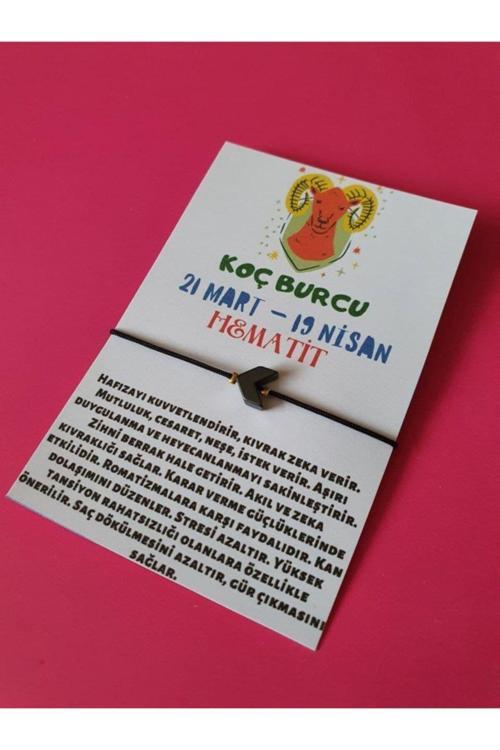 KOÇ BURCU
21 MART – 19 NİSAN
HEMATİT
HAFIZAYI KUVVETLENDİRİR, KIVRAK ZEKA VERİR.
MUTLULUK, CESARET, NEŞE, İSTEK VERİR. AŞIRI
DUYGULANMA VE HEYECANLANMAYI SAKİNLEŞTİRİR.
ZİHNİ BERRAK HALE GETİRİR. AKIL VE ZEKA
KIVRAKLIĞI SAĞLAR. KARAR VERME GÜÇLÜKLERİNDE
ETKİLİDİR. ROMATİZMALARA KARŞI FAYDALIDIR. KAN
DOLAŞIMINI DÜZENLER. STRESİ AZALTIR. YÜKSEK
TANSİYON RAHATSIZLIĞI OLANLARA ÖZELLİKLE
ÖNERİLİR. SAÇ DÖKÜLMESİNİ AZALTIR, GÜR ÇIKMASINI
SAĞLAR.